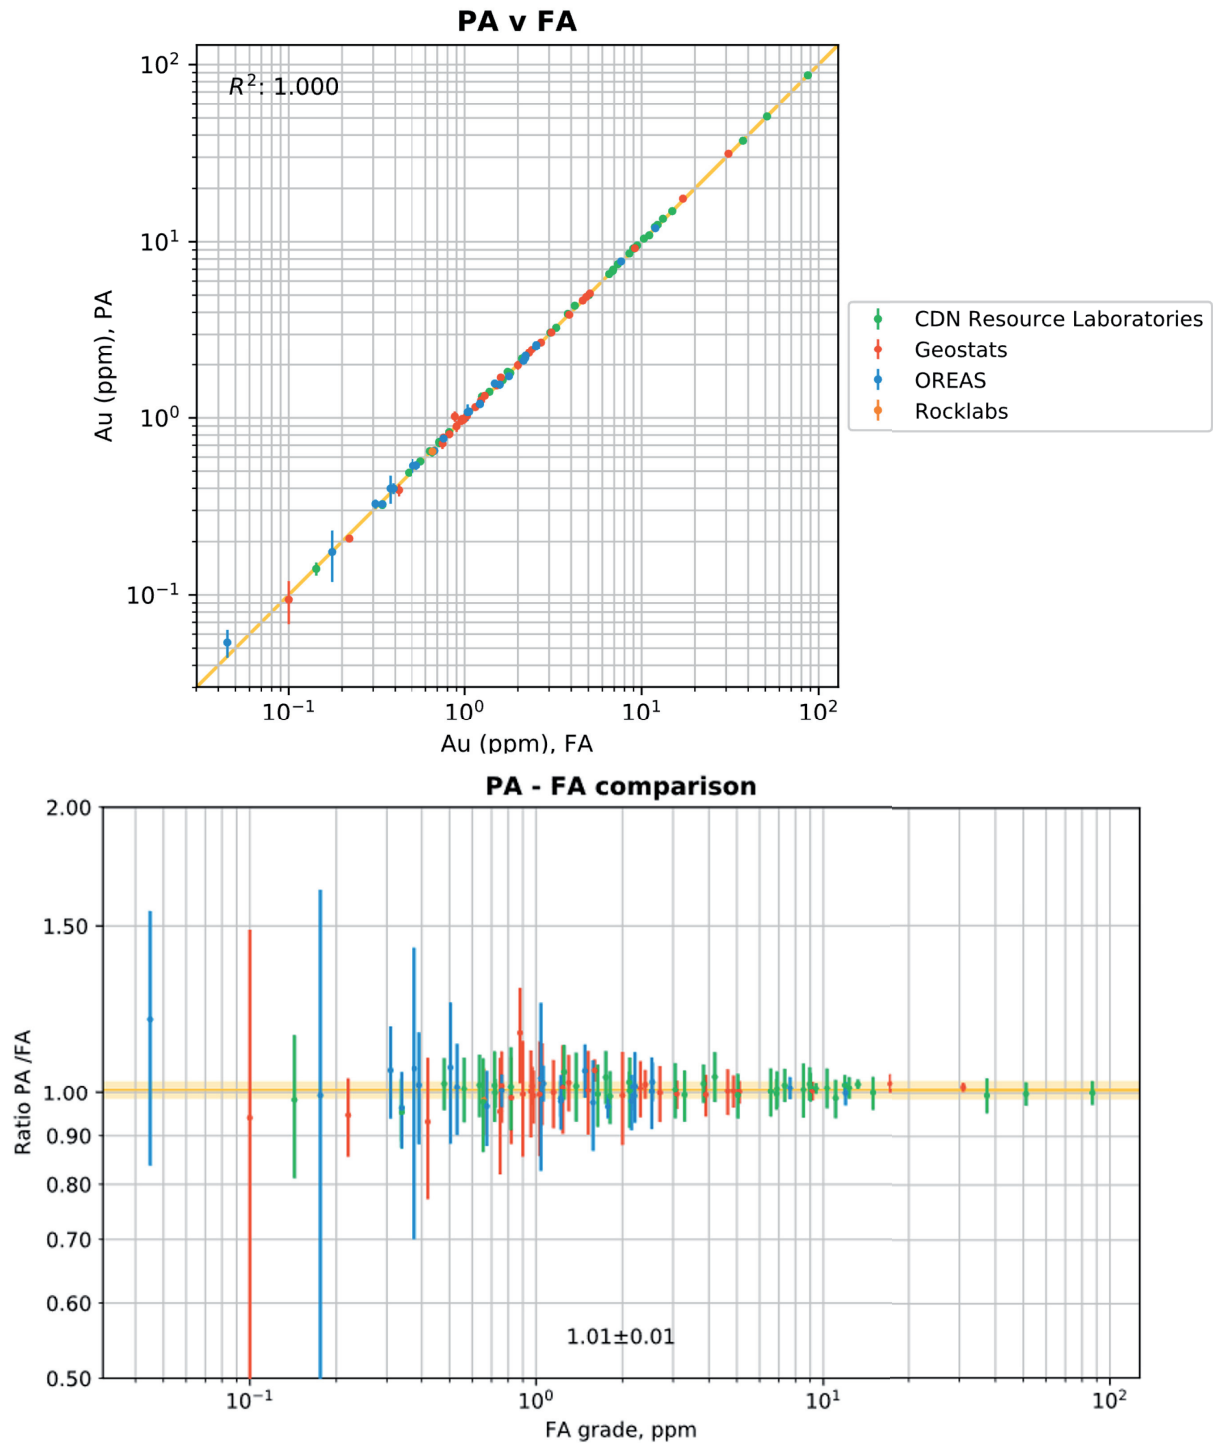 PA v FA
R²: 1.000
10²
10¹
10⁰
10⁻¹
Au (ppm), PA
10⁻¹ 10⁰ 10¹ 10²
Au (ppm), FA
CDN Resource Laboratories
Geostats
OREAS
Rocklabs
PA - FA comparison
2.00
1.50
1.00
0.90
0.80
0.70
0.60
0.50
Ratio PA /FA
1.01±0.01
10⁻¹ 10⁰ 10¹ 10²
FA grade, ppm